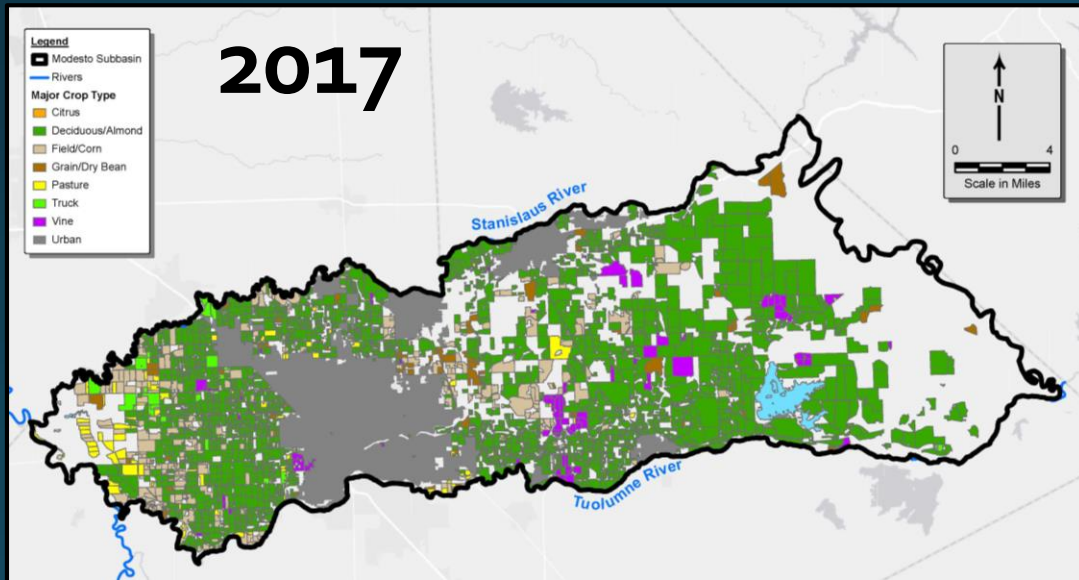 2017
Legend
Modesto Subbasin
Rivers
Major Crop Type
Citrus
Deciduous/Almond
Field/Corn
Grain/Dry Bean
Pasture
Truck
Vine
Urban
N
0 4
Scale in Miles
Stanislaus River
Tuolumne River